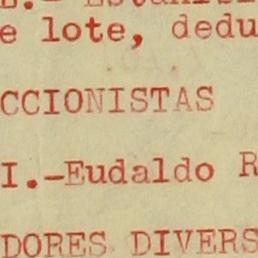 e lote, dedu
CCIONISTAS
I.-Eudaldo R
DORES DIVERS